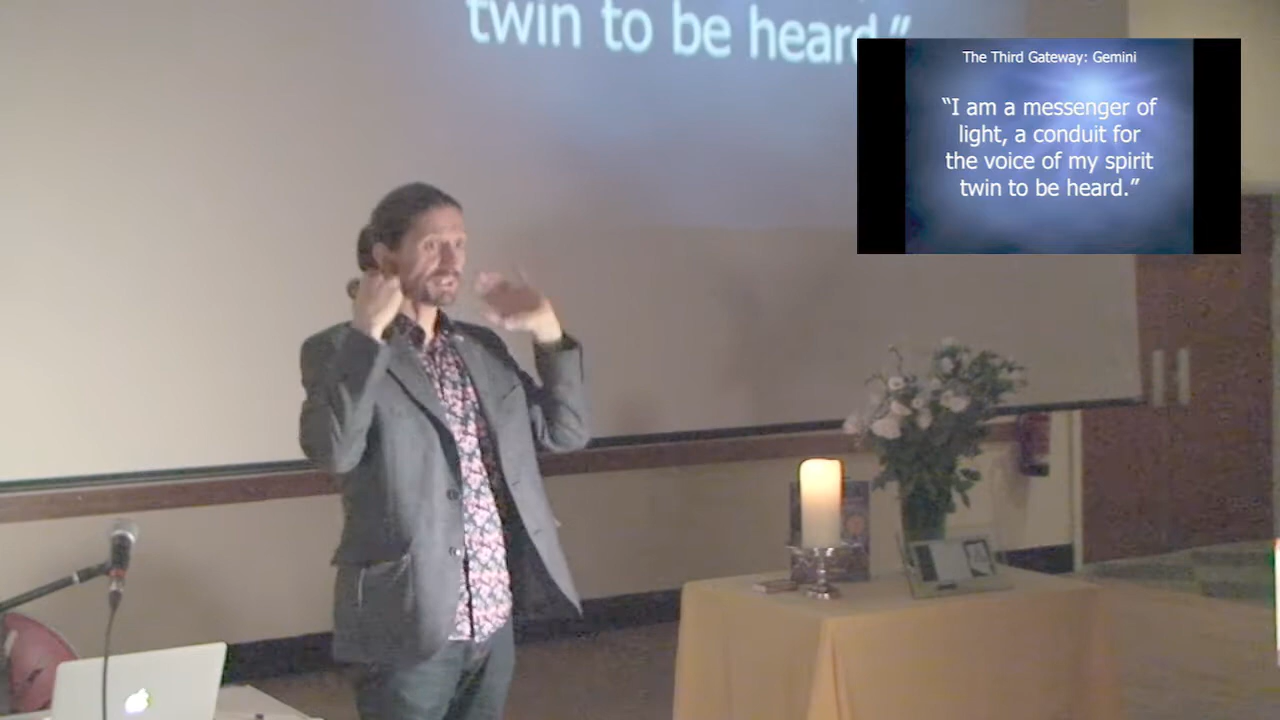 twin to be heard.”
The Third Gateway: Gemini
“I am a messenger of
light, a conduit for
the voice of my spirit
twin to be heard.”